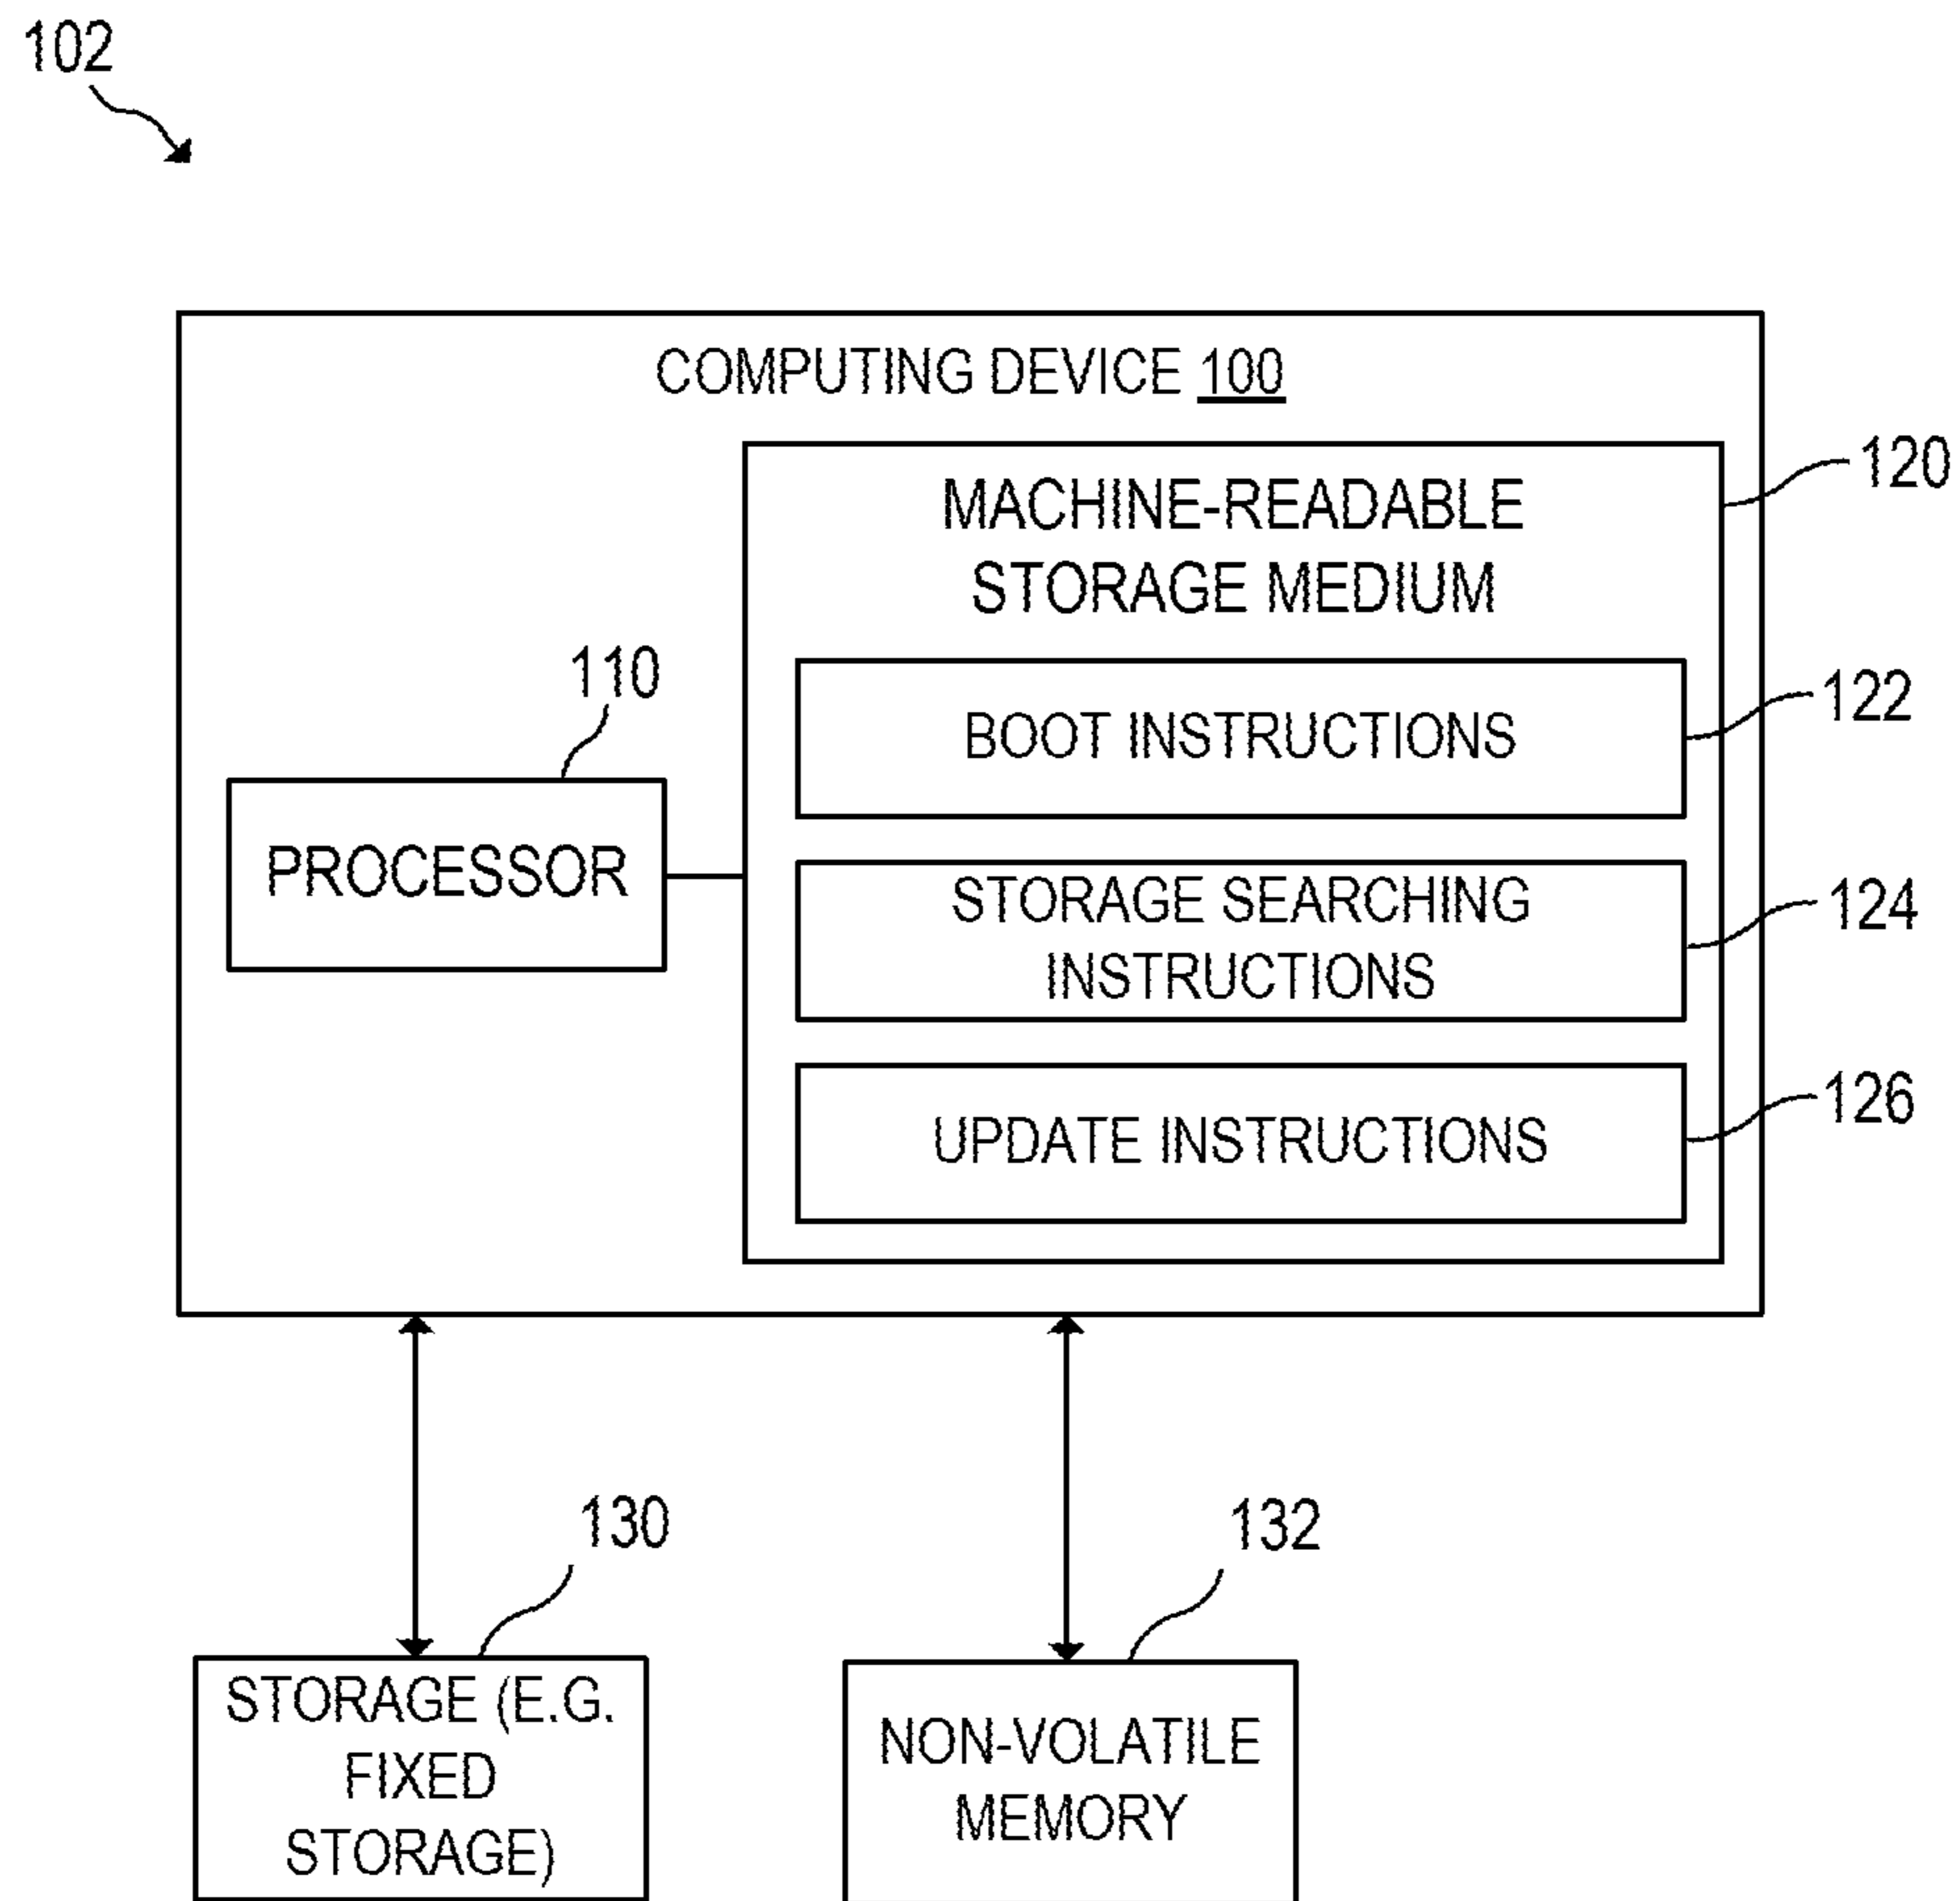 102
COMPUTING DEVICE 100
120
MACHINE-READABLE
STORAGE MEDIUM
110
122
BOOT INSTRUCTIONS
PROCESSOR
124
STORAGE SEARCHING
INSTRUCTIONS
126
UPDATE INSTRUCTIONS
130
132
STORAGE (E.G.
FIXED
STORAGE)
NON-VOLATILE
MEMORY